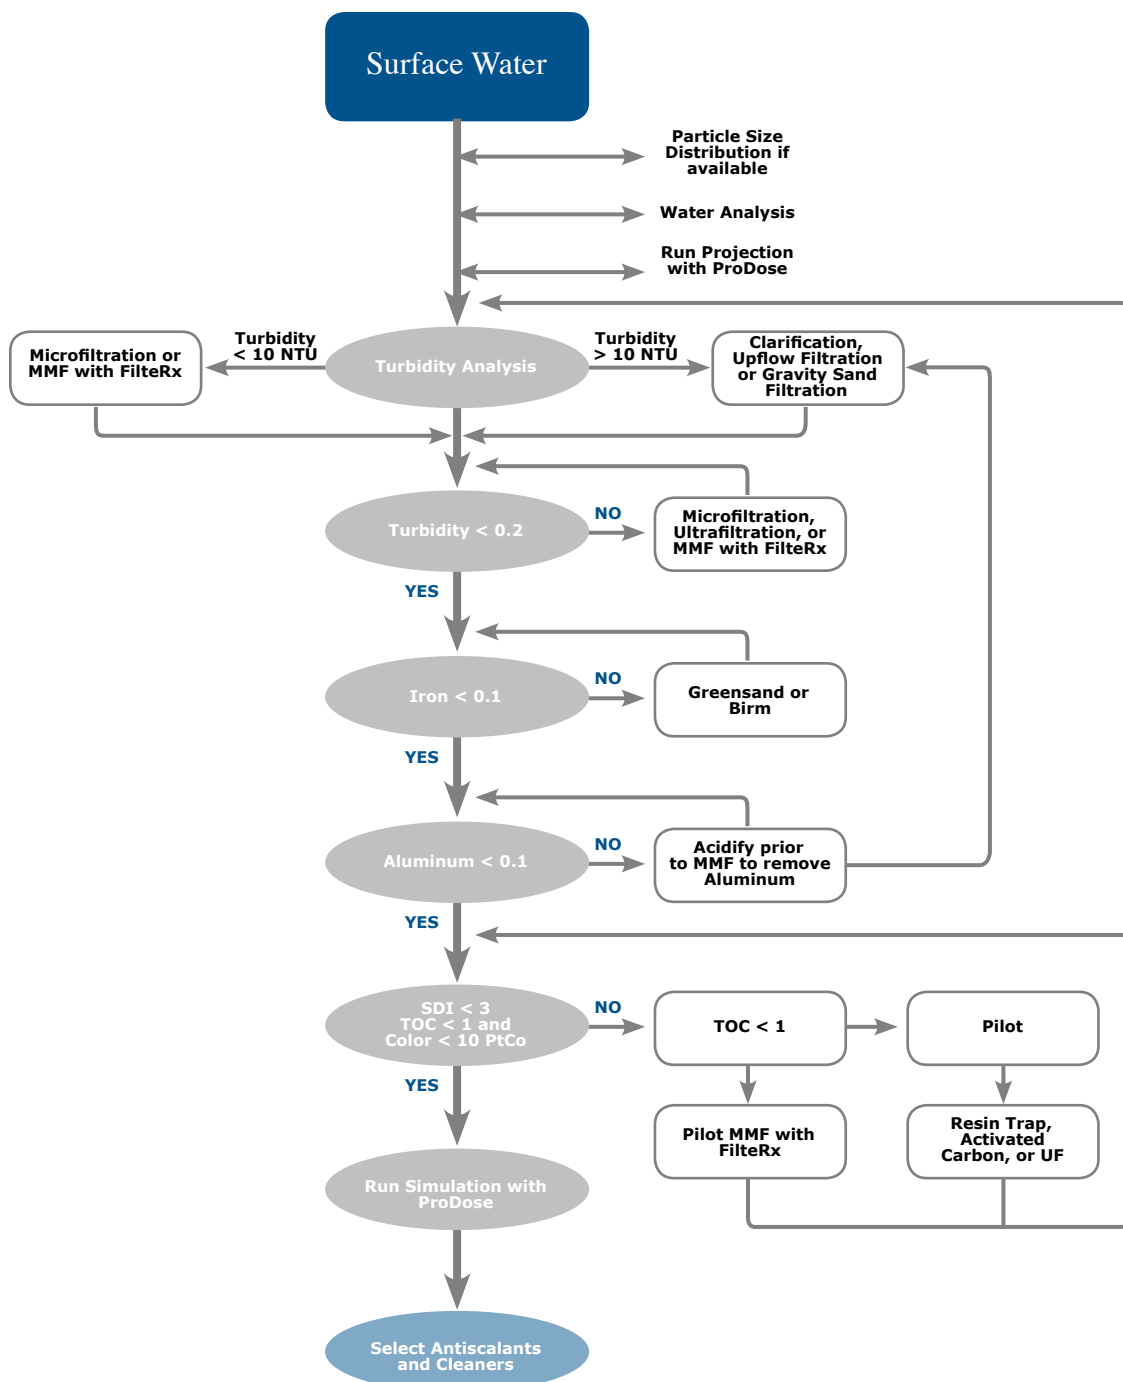 Surface Water
Particle Size
Distribution if
available
Water Analysis
Run Projection
with ProDose
Turbidity
< 10 NTU
Turbidity
> 10 NTU
Microfiltration or
MMF with FilteRx
Turbidity Analysis
Clarification,
Upflow Filtration
or Gravity Sand
Filtration
Turbidity < 0.2
NO
Microfiltration,
Ultrafiltration, or
MMF with FilteRx
YES
Iron < 0.1
NO
Greensand or
Birm
YES
Aluminum < 0.1
NO
Acidify prior
to MMF to remove
Aluminum
YES
SDI < 3
TOC < 1 and
Color < 10 PtCo
NO
TOC < 1
Pilot
YES
Pilot MMF with
FilteRx
Resin Trap,
Activated
Carbon, or UF
Run Simulation with
ProDose
Select Antiscalants
and Cleaners